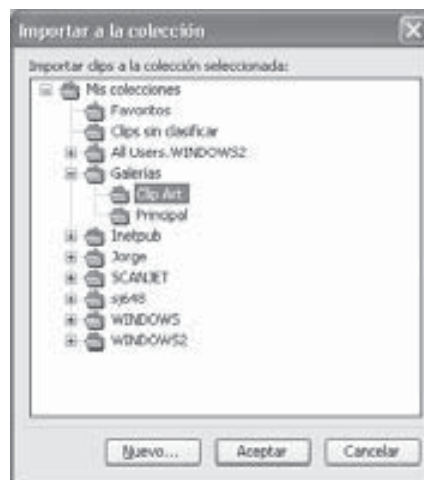 Importar a la colección
Importar clips a la colección seleccionada:
Mis colecciones
Favoritos
Clips sin clasificar
All Users.WINDOWS2
Galerías
Clip Art
Principal
Inetpub
Jorge
SCANJET
sj648
WINDOWS
WINDOWS2
Nuevo... Aceptar Cancelar